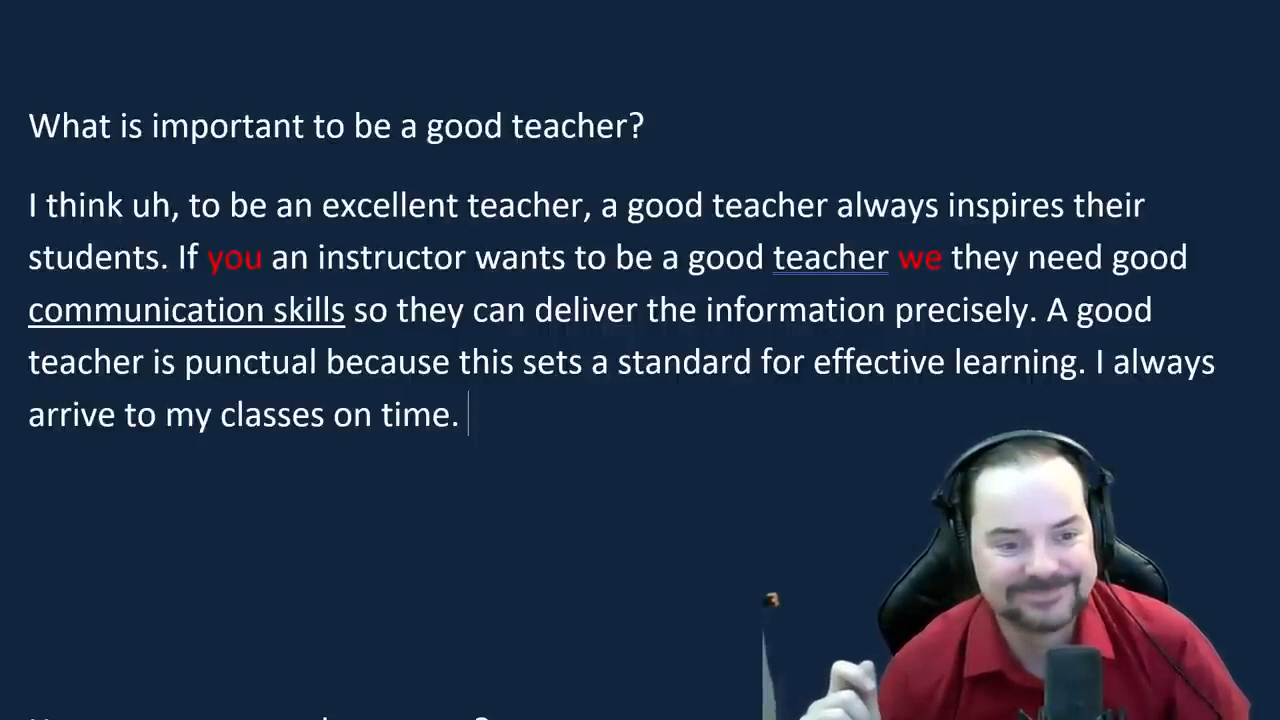 What is important to be a good teacher?
I think uh, to be an excellent teacher, a good teacher always inspires their
students. If you an instructor wants to be a good teacher we they need good
communication skills so they can deliver the information precisely. A good
teacher is punctual because this sets a standard for effective learning. I always
arrive to my classes on time.